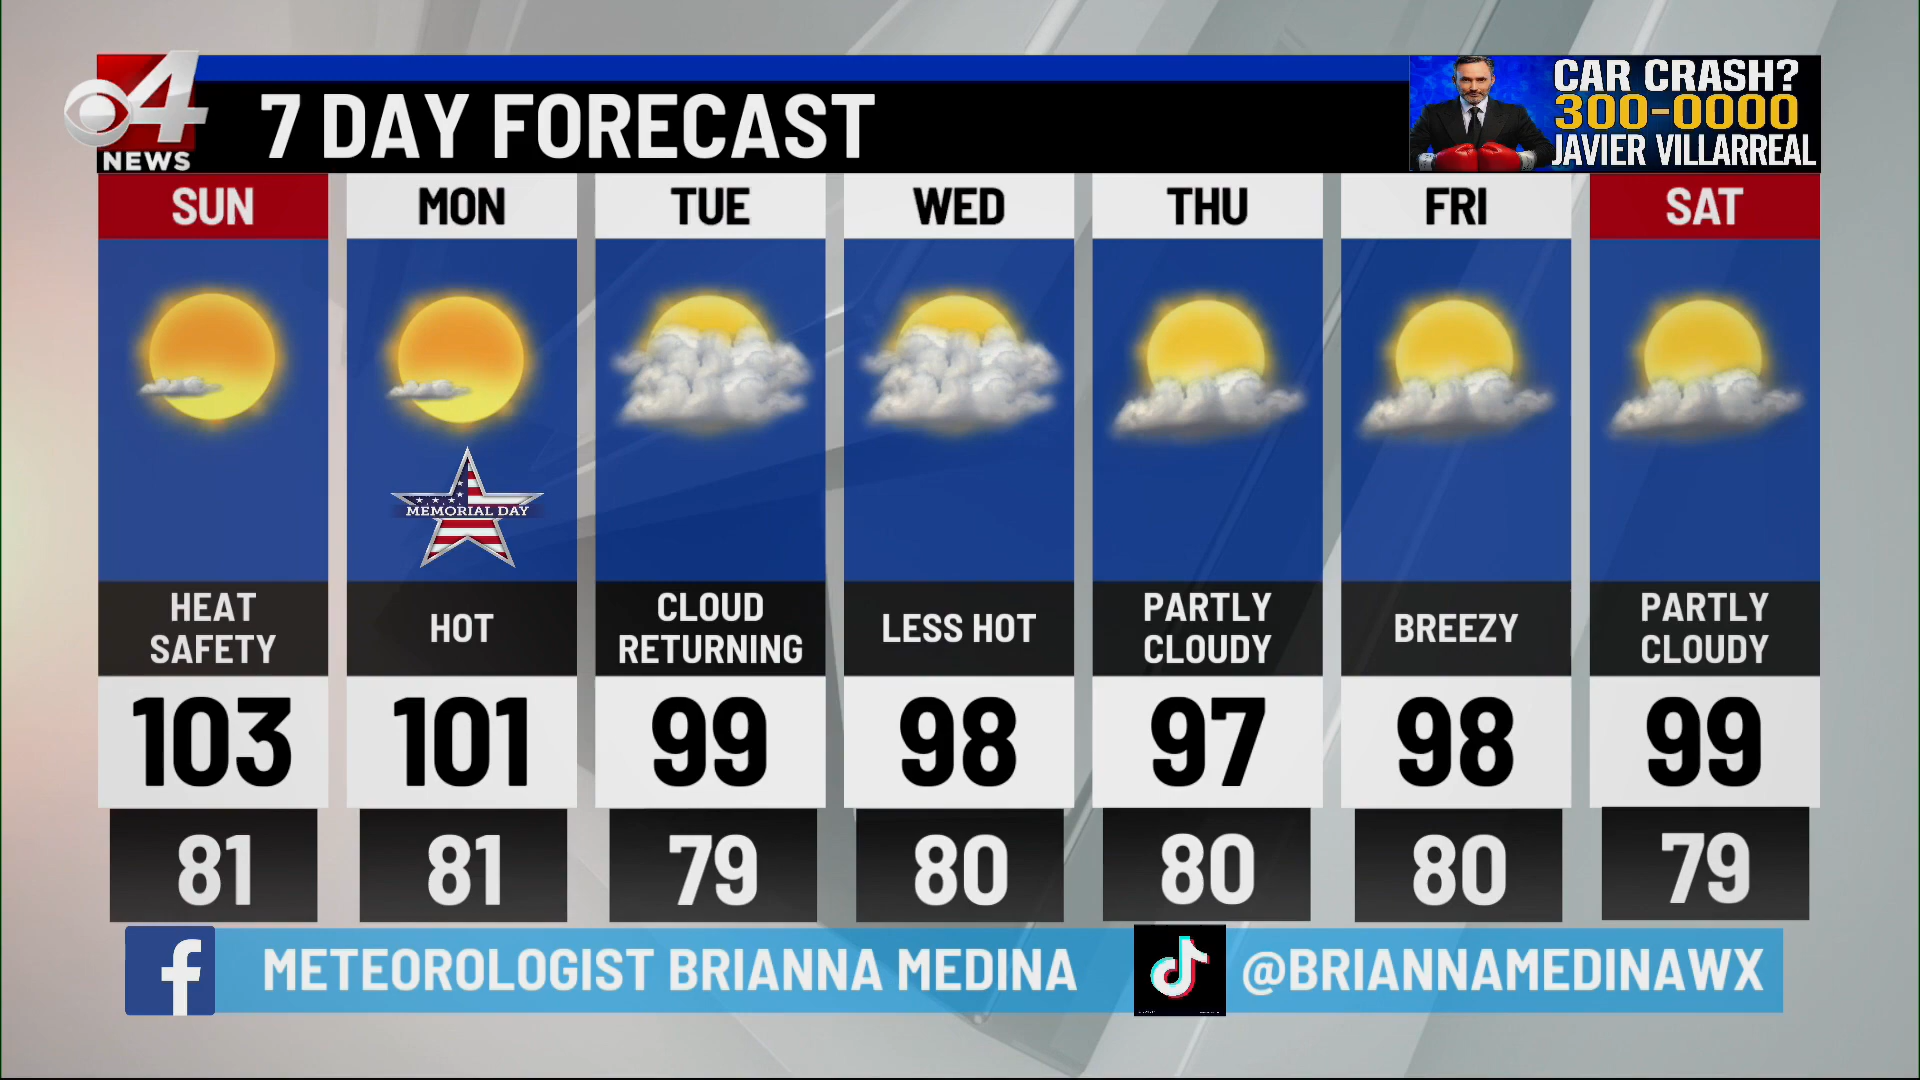 4
NEWS
7 DAY FORECAST
CAR CRASH?
300-0000
JAVIER VILLARREAL
SUN
MON
TUE
WED
THU
FRI
SAT
MEMORIAL DAY
HEAT
SAFETY
HOT
CLOUD
RETURNING
LESS HOT
PARTLY
CLOUDY
BREEZY
PARTLY
CLOUDY
103
101
99
98
97
98
99
81
81
79
80
80
80
79
f
METEOROLOGIST BRIANNA MEDINA
@BRIANNAMEDINAWX